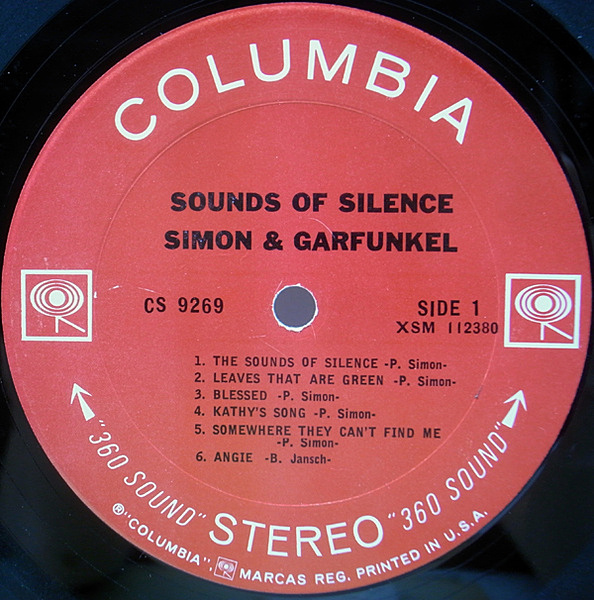 COLUMBIA
SOUNDS OF SILENCE
SIMON & GARFUNKEL
CS 9269
SIDE 1
XSM 112380
1. THE SOUNDS OF SILENCE -P. Simon-
2. LEAVES THAT ARE GREEN -P. Simon-
3. BLESSED -P. Simon-
4. KATHY'S SONG -P. Simon-
5. SOMEWHERE THEY CAN'T FIND ME
-P. Simon-
6. ANGIE -B. Jansch-
"360 SOUND" STEREO "360 SOUND"
® "COLUMBIA", MARCAS REG. PRINTED IN U.S.A.